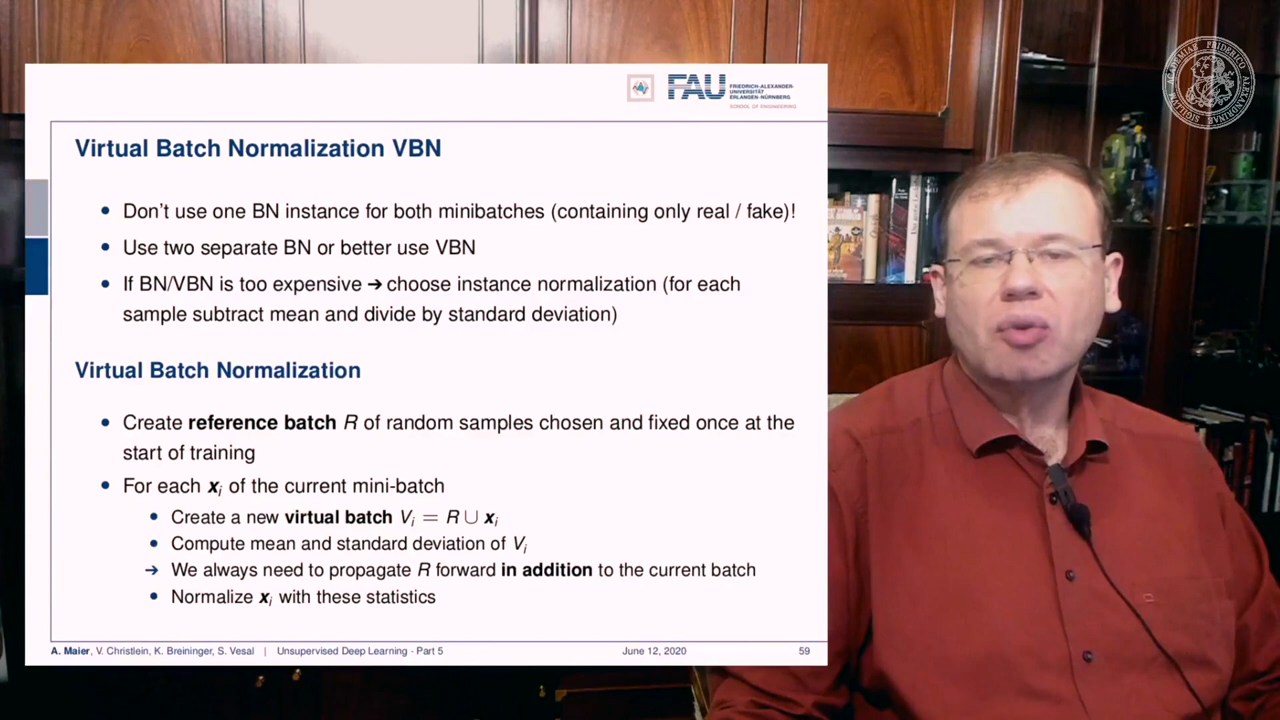 FAU
FRIEDRICH-ALEXANDER-
UNIVERSITÄT
ERLANGEN-NÜRNBERG
SCHOOL OF ENGINEERING
Virtual Batch Normalization VBN
• Don't use one BN instance for both minibatches (containing only real / fake)!
• Use two separate BN or better use VBN
• If BN/VBN is too expensive ➔ choose instance normalization (for each
sample subtract mean and divide by standard deviation)
Virtual Batch Normalization
• Create reference batch R of random samples chosen and fixed once at the
start of training
• For each xᵢ of the current mini-batch
• Create a new virtual batch Vᵢ = R ∪ xᵢ
• Compute mean and standard deviation of Vᵢ
➔ We always need to propagate R forward in addition to the current batch
• Normalize xᵢ with these statistics
A. Maier, V. Christlein, K. Breininger, S. Vesal | Unsupervised Deep Learning - Part 5 June 12, 2020 59